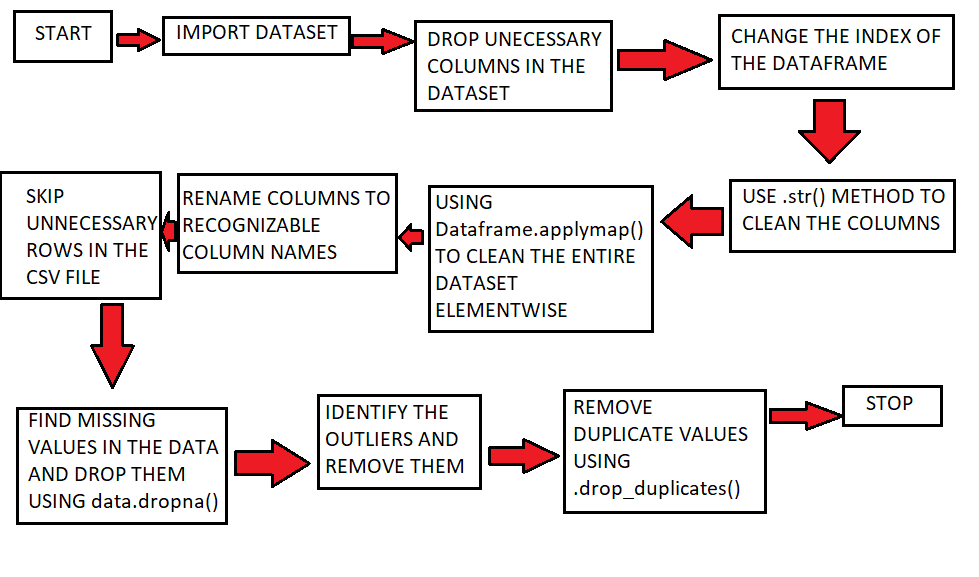 START
IMPORT DATASET
DROP UNECESSARY
COLUMNS IN THE
DATASET
CHANGE THE INDEX OF
THE DATAFRAME
USE .str() METHOD TO
CLEAN THE COLUMNS
USING
Dataframe.applymap()
TO CLEAN THE ENTIRE
DATASET
ELEMENTWISE
RENAME COLUMNS TO
RECOGNIZABLE
COLUMN NAMES
SKIP
UNNECESSARY
ROWS IN THE
CSV FILE
FIND MISSING
VALUES IN THE DATA
AND DROP THEM
USING data.dropna()
IDENTIFY THE
OUTLIERS AND
REMOVE THEM
REMOVE
DUPLICATE VALUES
USING
.drop_duplicates()
STOP